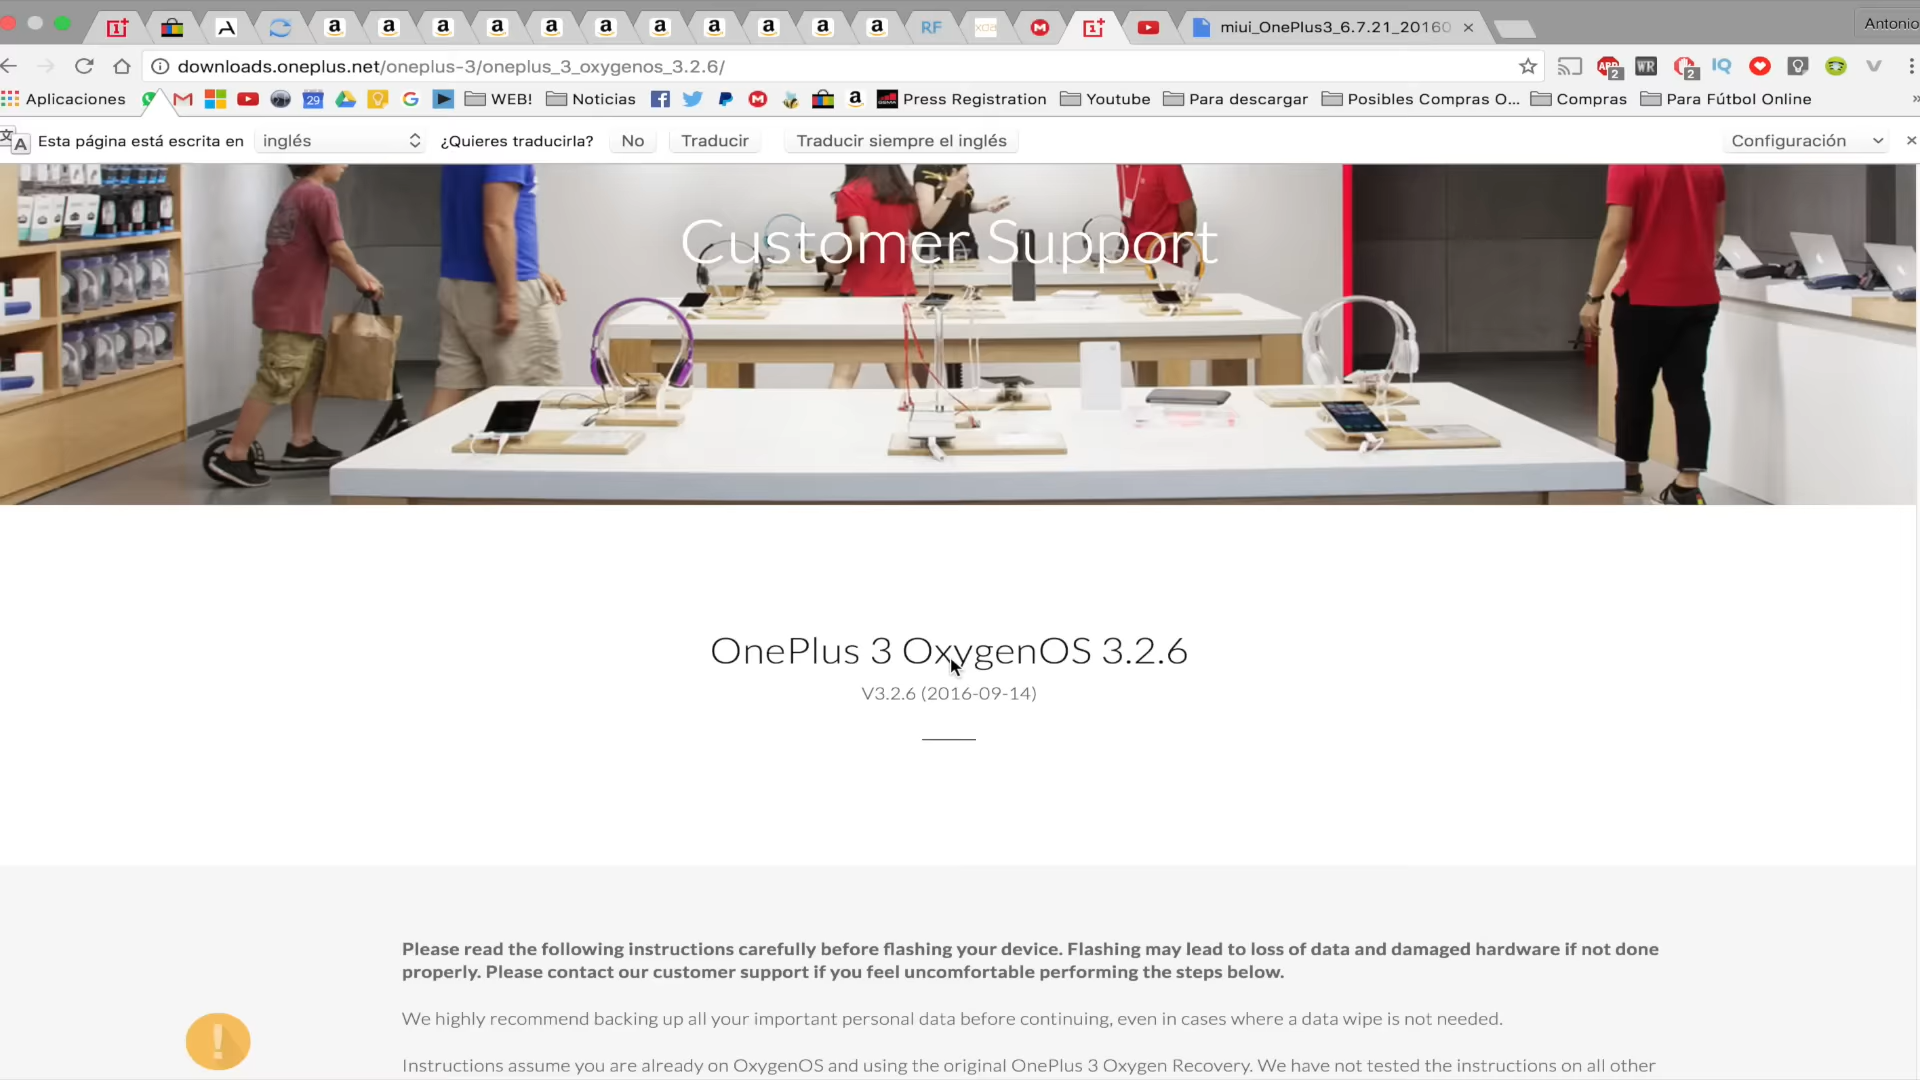 miui_OnePlus3_6.7.21_20160
Antonio
downloads.oneplus.net/oneplus-3/oneplus_3_oxygenos_3.2.6/
Aplicaciones WEB! Noticias Press Registration Youtube Para descargar Posibles Compras O... Compras Para Fútbol Online
Esta página está escrita en inglés ¿Quieres traducirla? No Traducir Traducir siempre el inglés Configuración
Customer Support
OnePlus 3 OxygenOS 3.2.6
V3.2.6 (2016-09-14)
Please read the following instructions carefully before flashing your device. Flashing may lead to loss of data and damaged hardware if not done
properly. Please contact our customer support if you feel uncomfortable performing the steps below.
We highly recommend backing up all your important personal data before continuing, even in cases where a data wipe is not needed.
Instructions assume you are already on OxygenOS and using the original OnePlus 3 Oxygen Recovery. We have not tested the instructions on all other